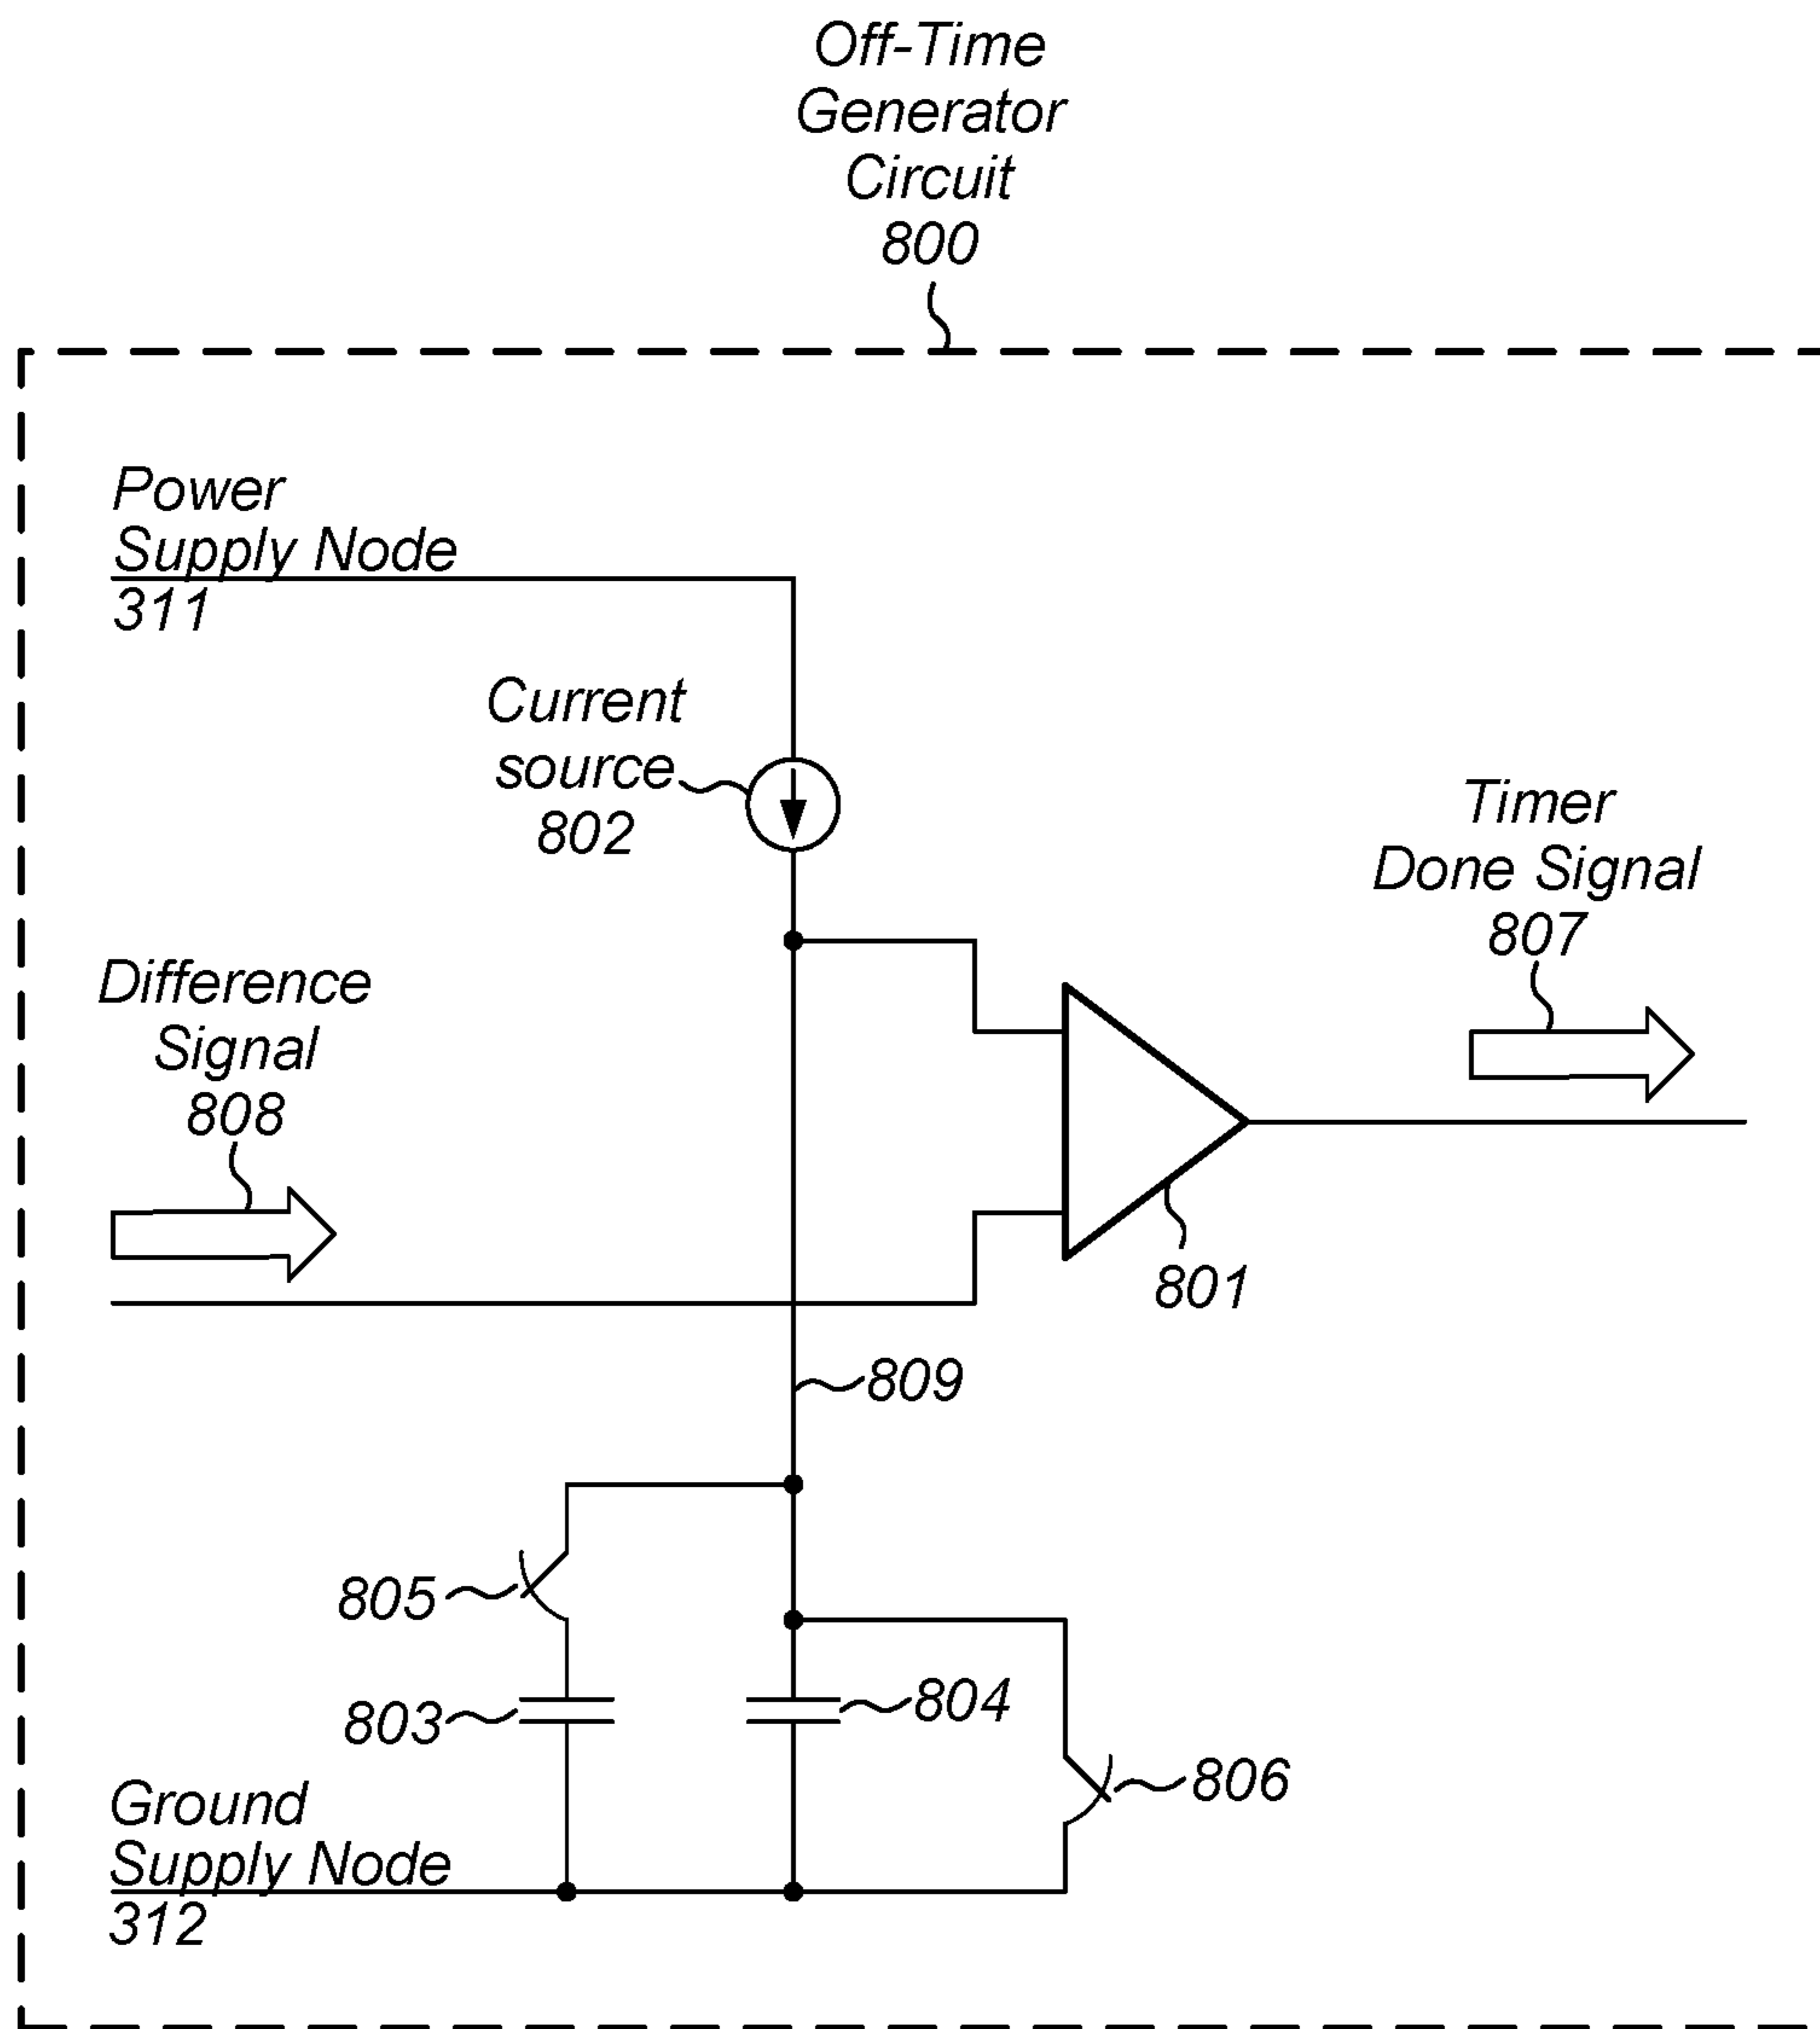 Off-Time
Generator
Circuit
800
Power
Supply Node
311
Current
source
802
Timer
Done Signal
807
Difference
Signal
808
801
809
805
803
804
806
Ground
Supply Node
312